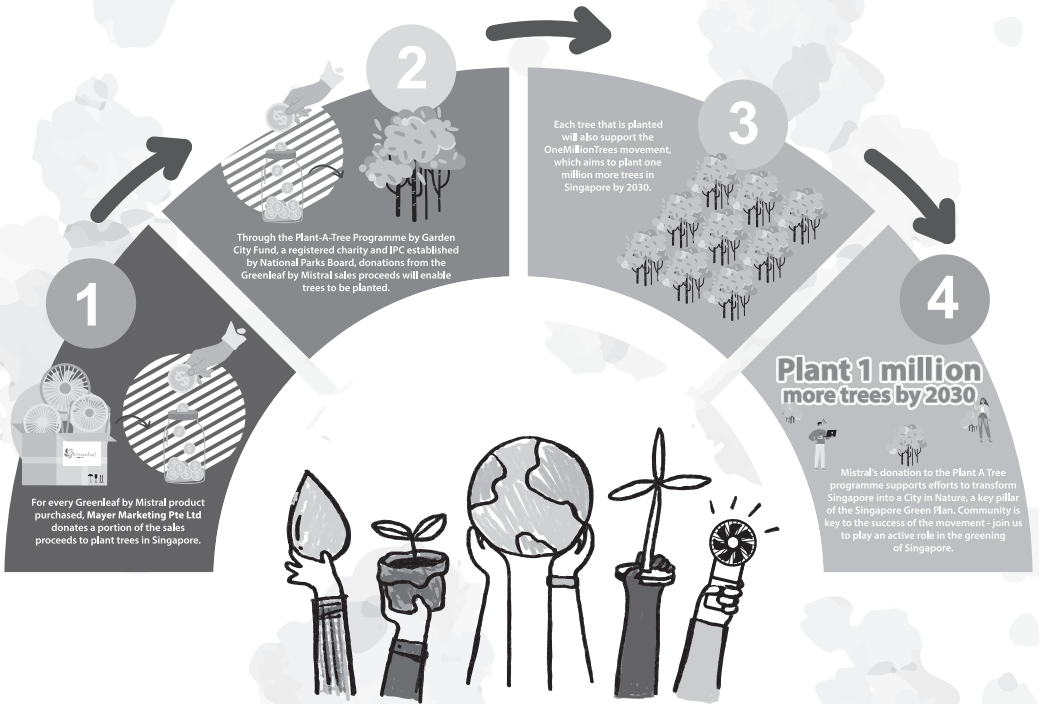 1
Greenleaf
For every Greenleaf by Mistral product
purchased, Mayer Marketing Pte Ltd
donates a portion of the sales
proceeds to plant trees in Singapore.
2
Through the Plant-A-Tree Programme by Garden
City Fund, a registered charity and IPC established
by National Parks Board, donations from the
Greenleaf by Mistral sales proceeds will enable
trees to be planted.
3
Each tree that is planted
will also support the
OneMillionTrees movement,
which aims to plant one
million more trees in
Singapore by 2030.
4
Plant 1 million
more trees by 2030
Mistral's donation to the Plant A Tree
programme supports efforts to transform
Singapore into a City in Nature, a key pillar
of the Singapore Green Plan. Community is
key to the success of the movement - join us
to play an active role in the greening
of Singapore.